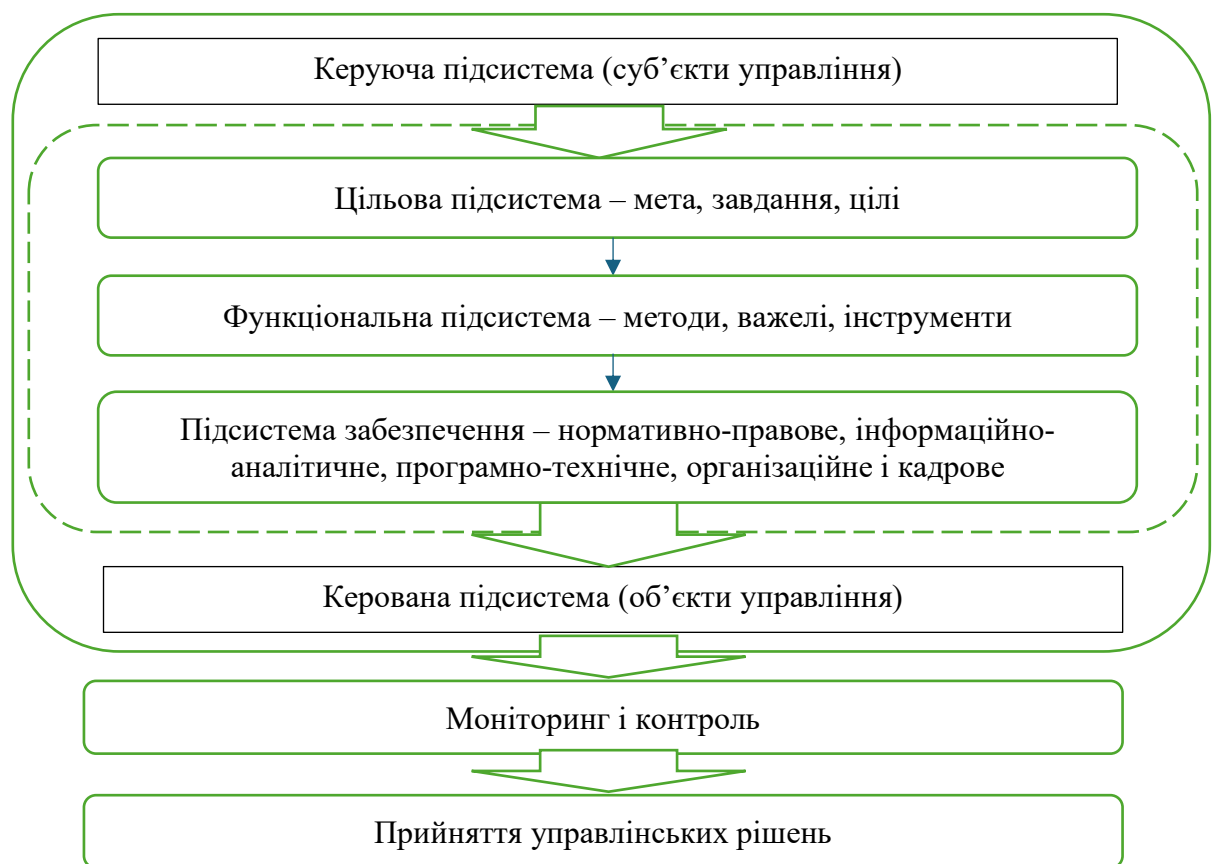 Керуюча підсистема (суб’єкти управління)
Цільова підсистема – мета, завдання, цілі
Функціональна підсистема – методи, важелі, інструменти
Підсистема забезпечення – нормативно-правове, інформаційно-
аналітичне, програмно-технічне, організаційне і кадрове
Керована підсистема (об’єкти управління)
Моніторинг і контроль
Прийняття управлінських рішень